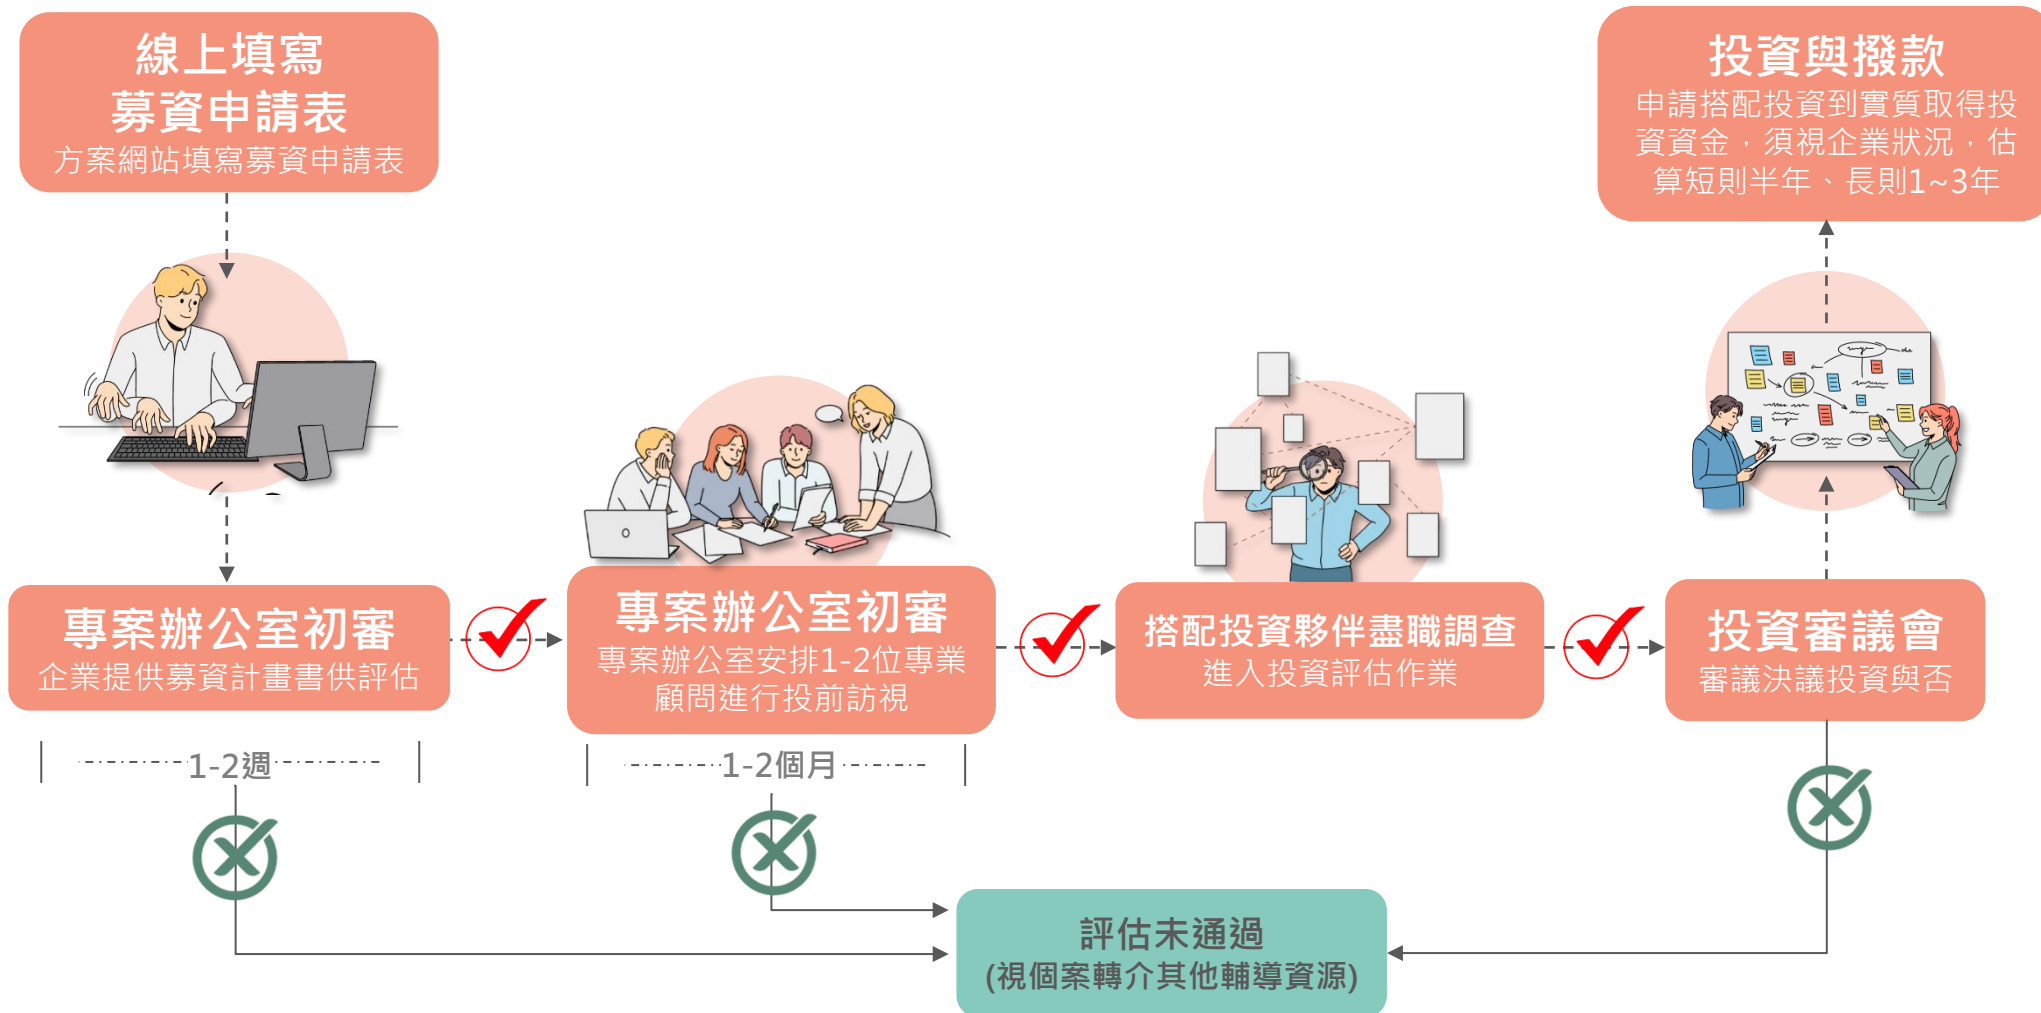 線上填寫
募資申請表
方案網站填寫募資申請表
投資與撥款
申請搭配投資到實質取得投
資資金，須視企業狀況，估
算短則半年、長則1~3年
專案辦公室初審
企業提供募資計畫書供評估
專案辦公室初審
專案辦公室安排1-2位專業
顧問進行投前訪視
搭配投資夥伴盡職調查
進入投資評估作業
投資審議會
審議決議投資與否
1-2週
1-2個月
評估未通過
(視個案轉介其他輔導資源)